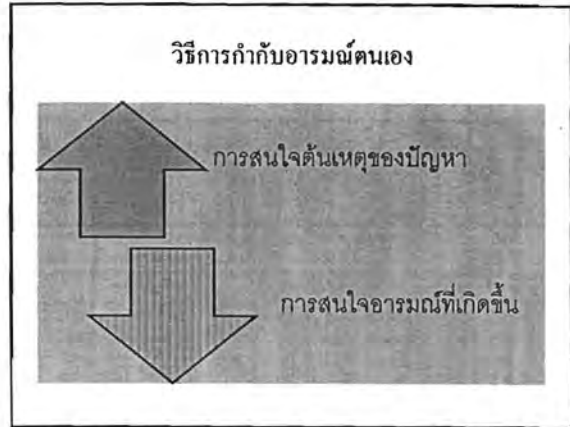 วิธีการกำกับอารมณ์ตนเอง
การสนใจต้นเหตุของปัญหา
การสนใจอารมณ์ที่เกิดขึ้น